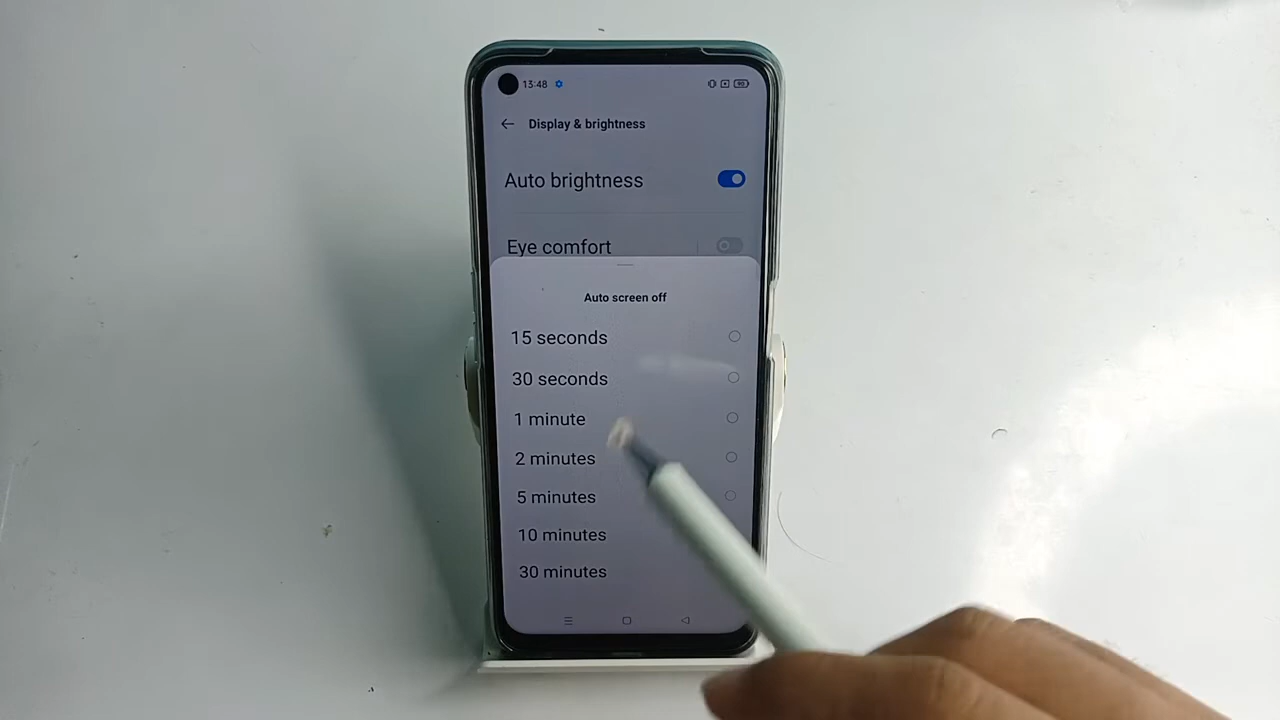 13:48
90
Display & brightness
Auto brightness
Eye comfort
Auto screen off
15 seconds
30 seconds
1 minute
2 minutes
5 minutes
10 minutes
30 minutes